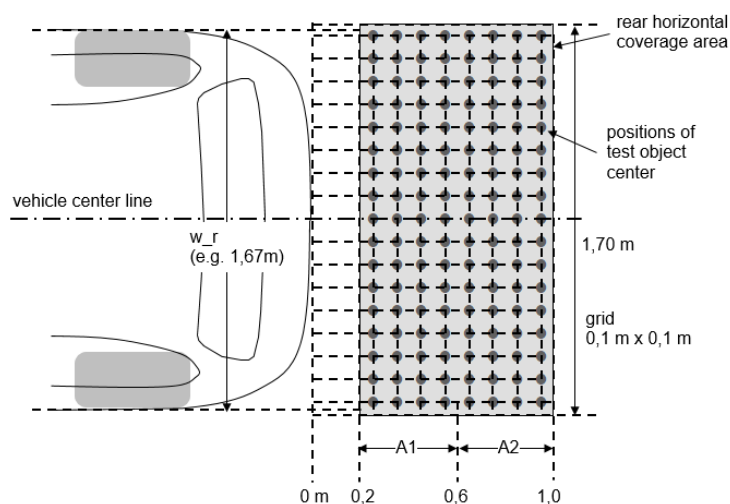 rear horizontal
coverage area
positions of
test object
center
vehicle center line
w_r
(e.g. 1,67m)
1,70 m
grid
0,1 m x 0,1 m
A1
A2
0 m
0,2
0,6
1,0